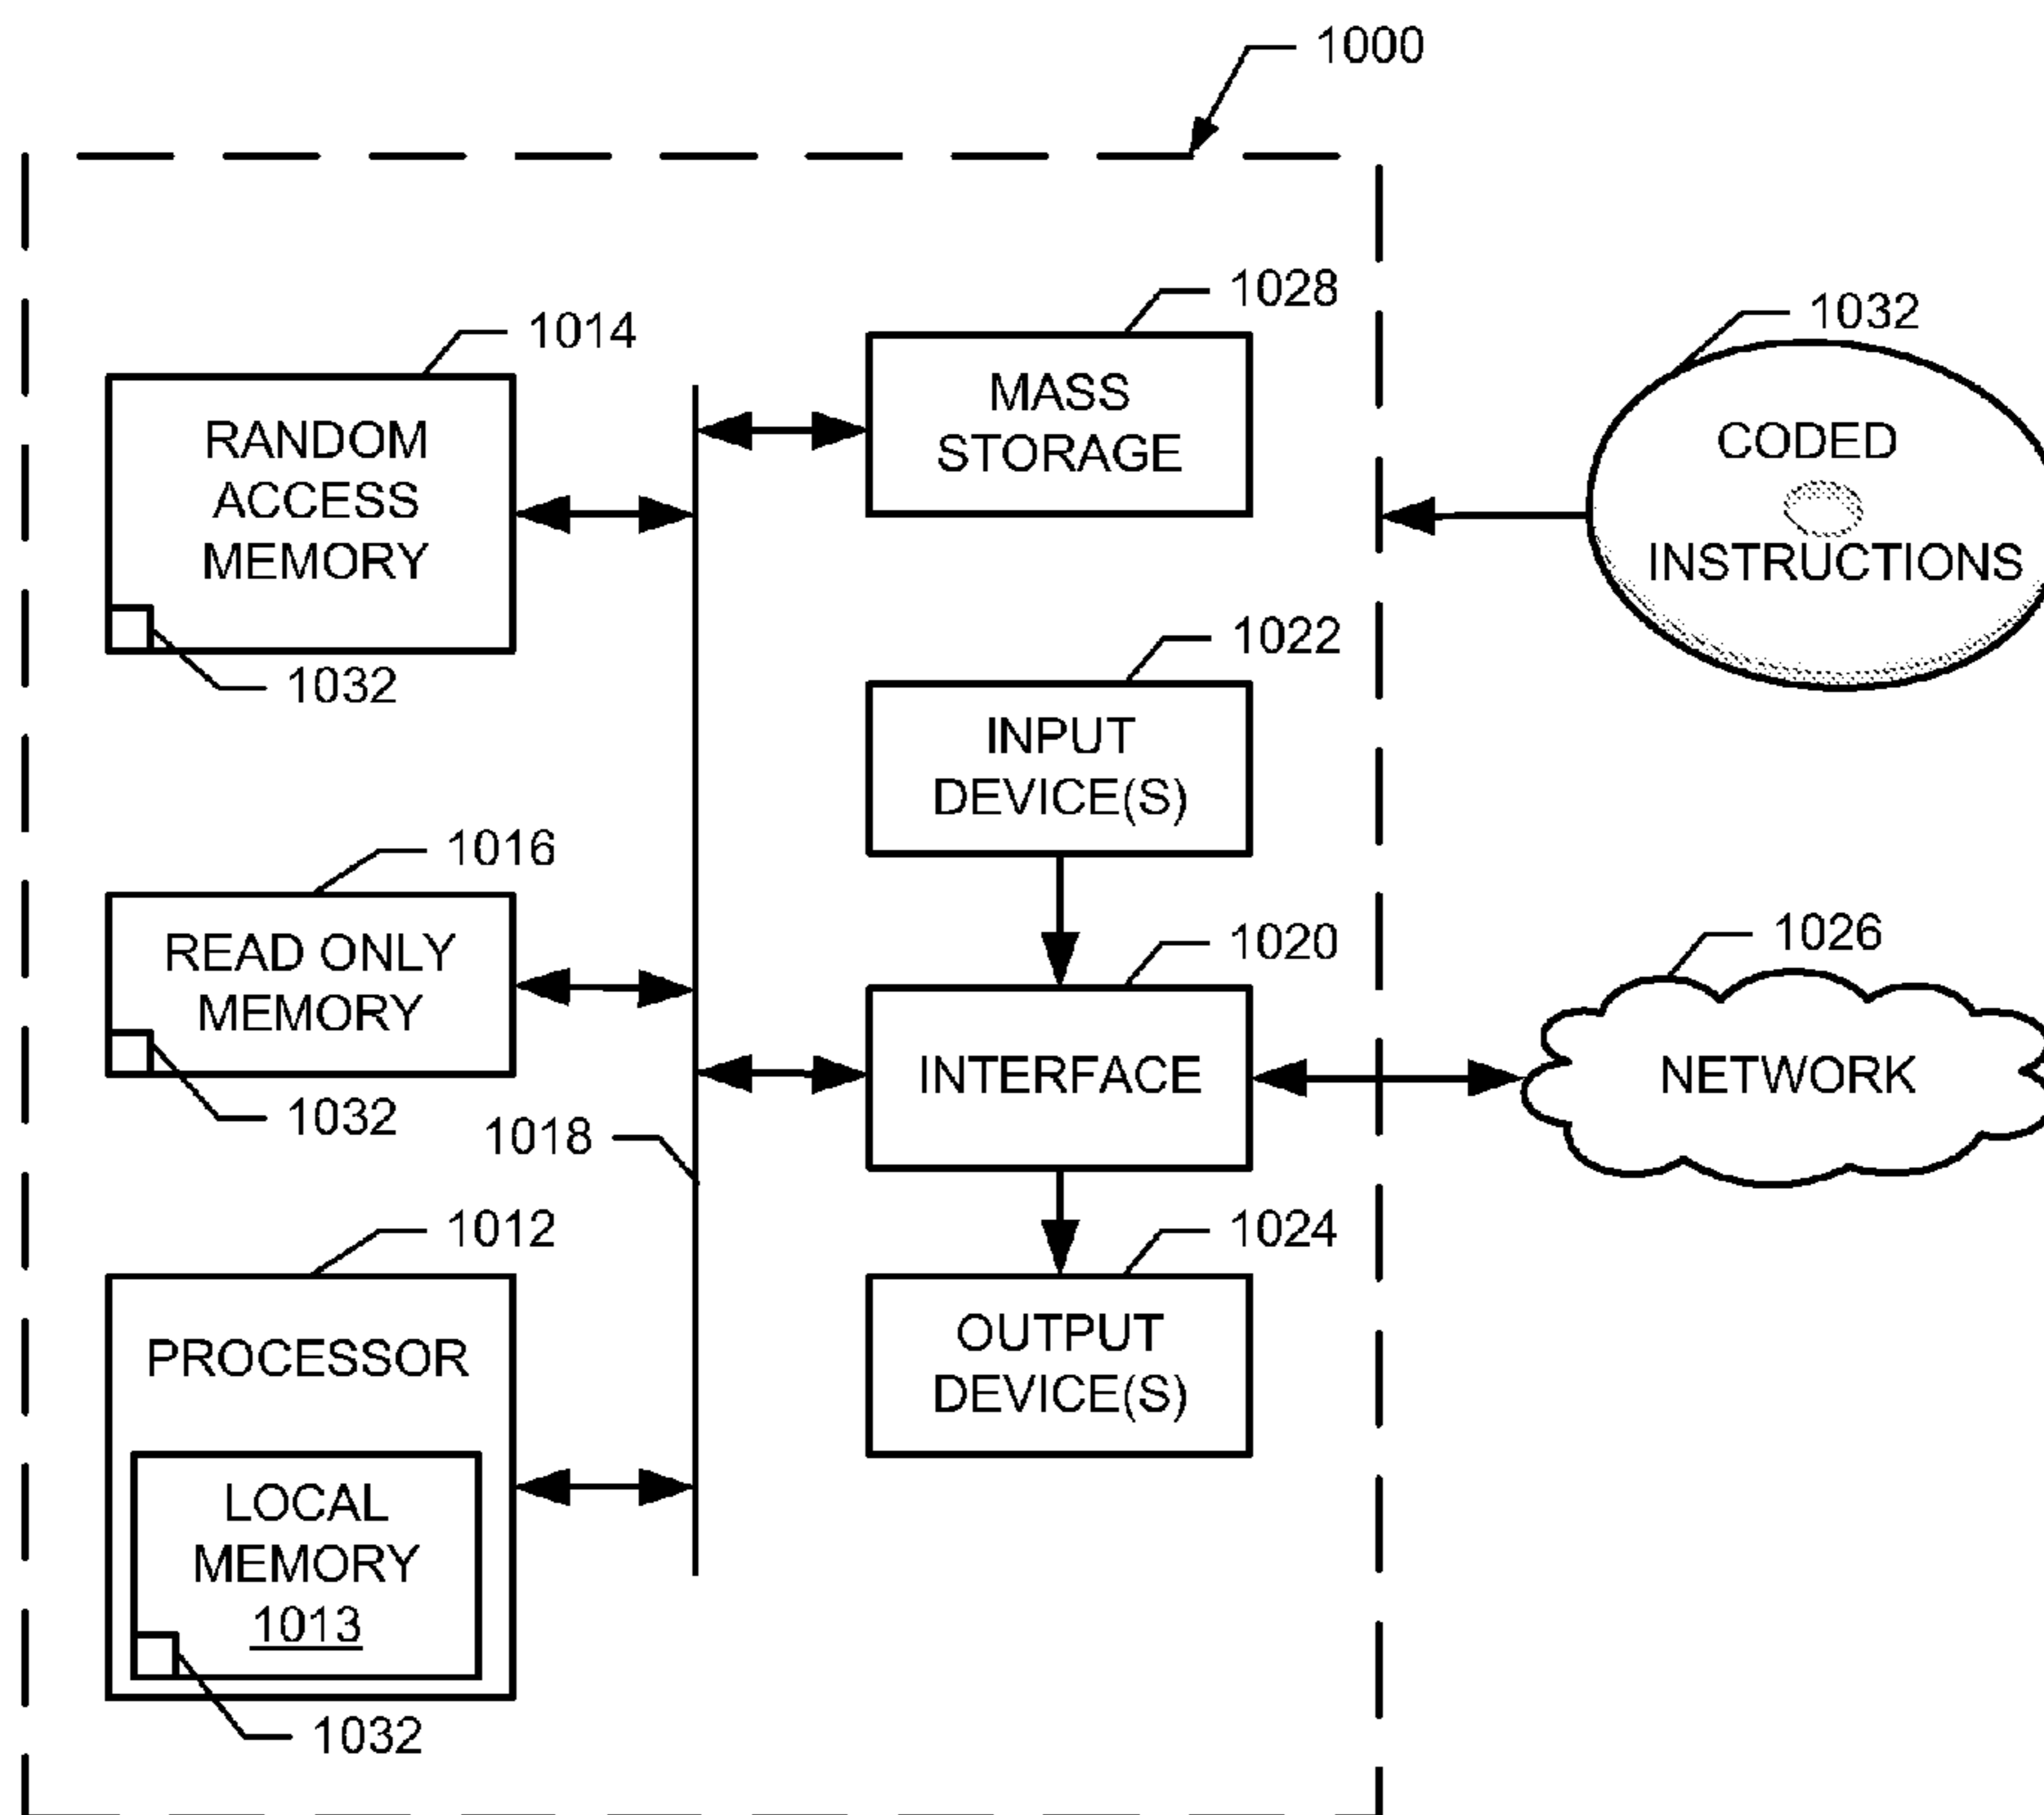 1000
1028
1014
MASS
STORAGE
RANDOM
ACCESS
MEMORY
1032
1032
CODED
INSTRUCTIONS
1022
INPUT
DEVICE(S)
1016
READ ONLY
MEMORY
1032
1020
INTERFACE
1026
NETWORK
1018
1012
PROCESSOR
LOCAL
MEMORY
1013
1032
1024
OUTPUT
DEVICE(S)